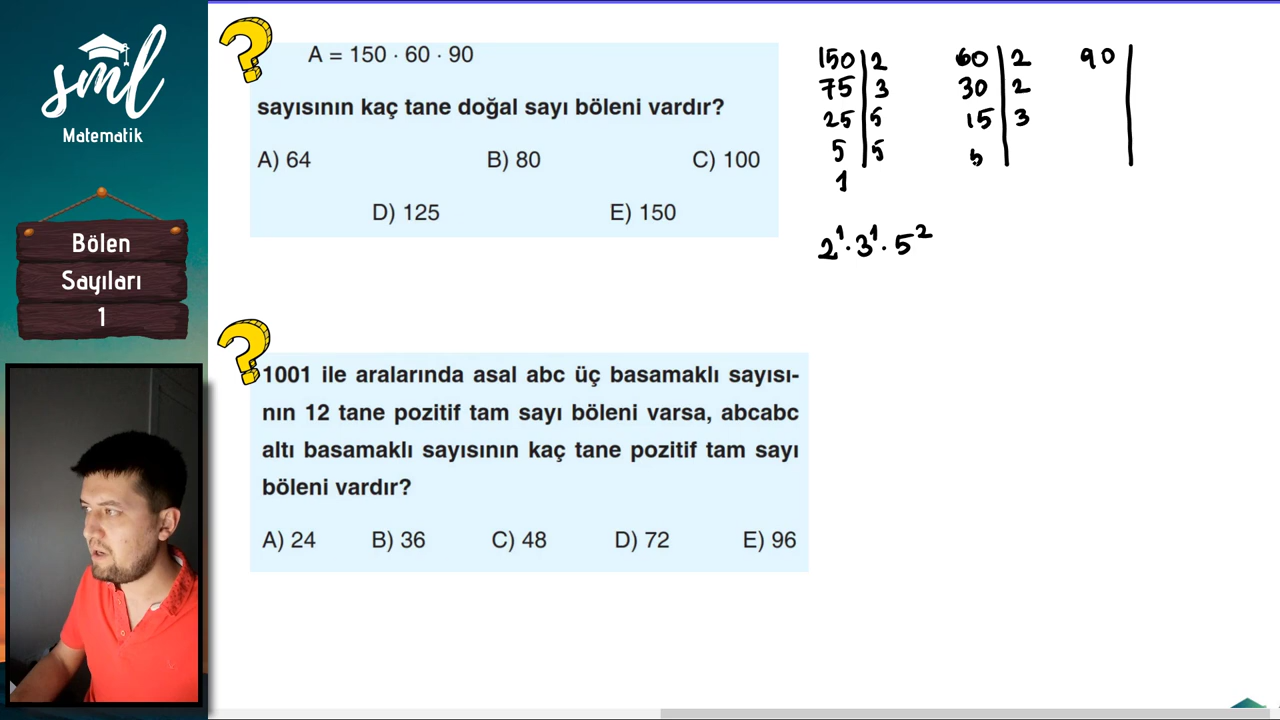 sml
Matematik
Bölen
Sayıları
1
?
A = 150 · 60 · 90
sayısının kaç tane doğal sayı böleni vardır?
A) 64 B) 80 C) 100
D) 125 E) 150
150 2 60 2 90
75 3 30 2
25 5 15 3
5 5 5
1
2¹ · 3¹ · 5²
?
1001 ile aralarında asal abc üç basamaklı sayısı-
nın 12 tane pozitif tam sayı böleni varsa, abcabc
altı basamaklı sayısının kaç tane pozitif tam sayı
böleni vardır?
A) 24 B) 36 C) 48 D) 72 E) 96